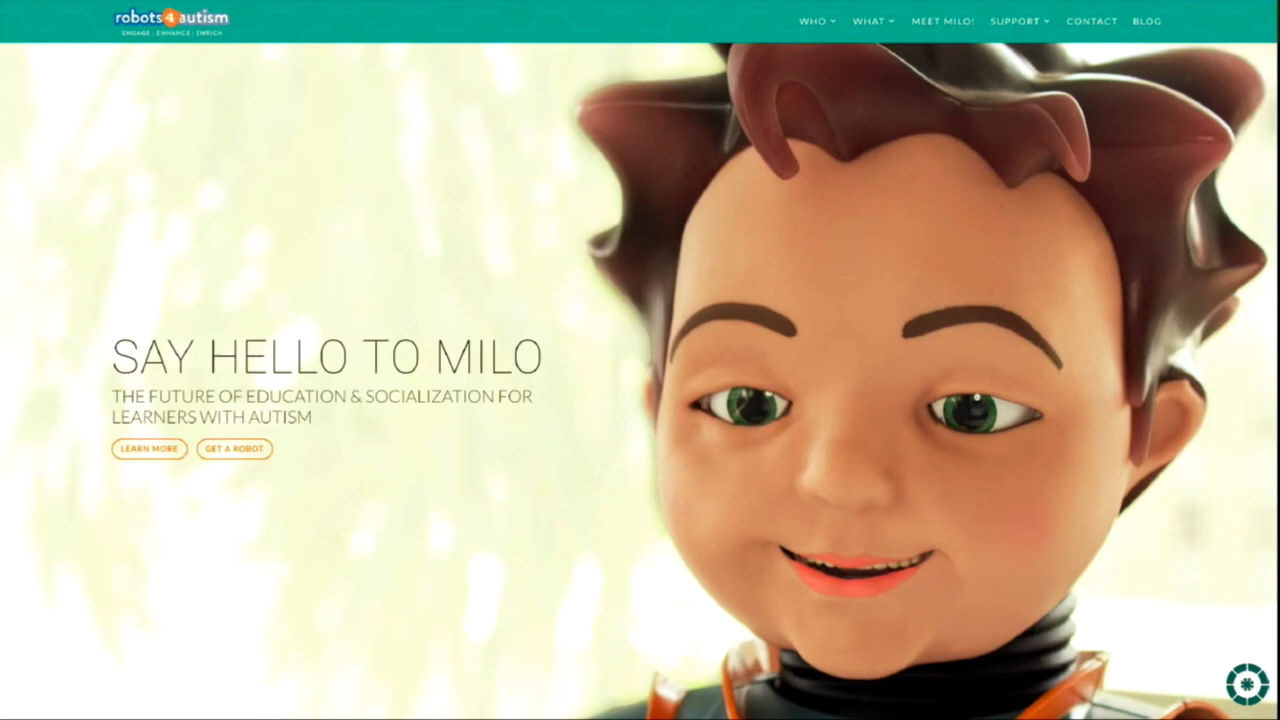 robots4autism
ENGAGE | ENHANCE | ENRICH
WHO
WHAT
MEET MILO!
SUPPORT
CONTACT
BLOG
SAY HELLO TO MILO
THE FUTURE OF EDUCATION & SOCIALIZATION FOR
LEARNERS WITH AUTISM
LEARN MORE
GET A ROBOT